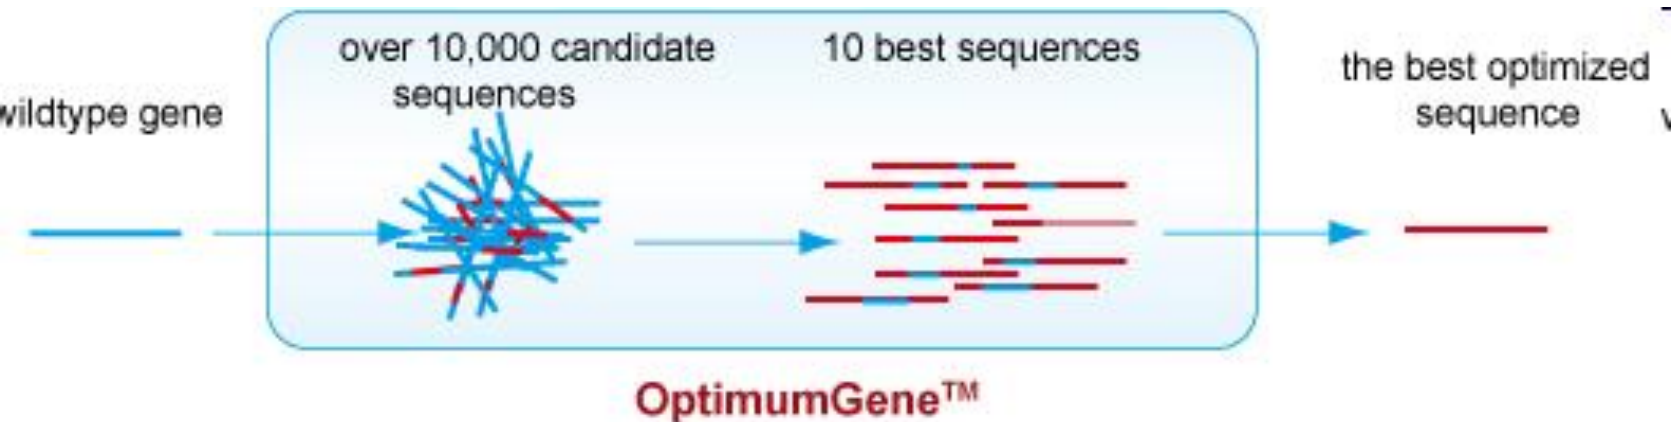 wildtype gene
over 10,000 candidate
sequences
10 best sequences
the best optimized
sequence
OptimumGene™